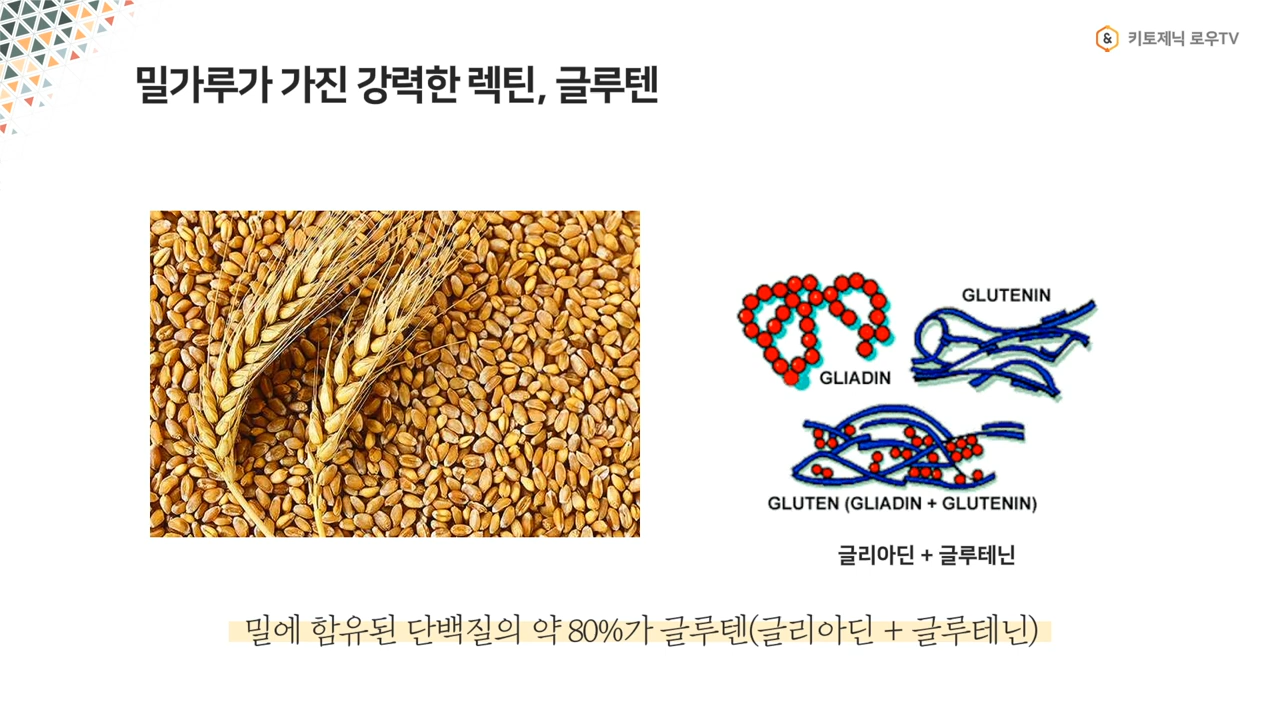 & 키토제닉 로우TV
밀가루가 가진 강력한 렉틴, 글루텐
GLUTENIN
GLIADIN
GLUTEN (GLIADIN + GLUTENIN)
글리아딘 + 글루테닌
밀에 함유된 단백질의 약 80%가 글루텐(글리아딘 + 글루테닌)